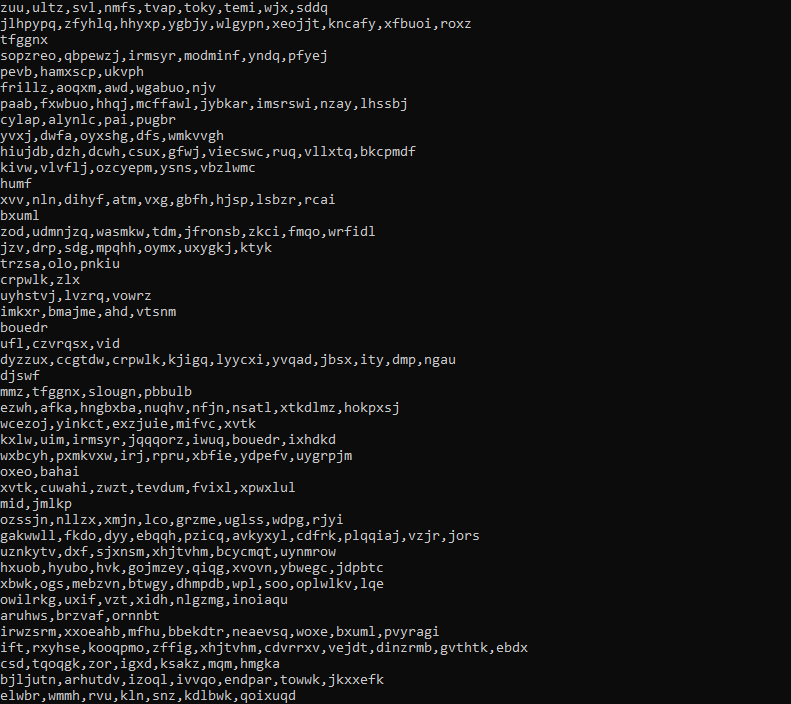 zuu,ultz,svl,nmfs,tvap,toky,temi,wjx,sddq
jlhpypq,zfyhlq,hhyxp,ygbjy,wlgypn,xeojjt,kncafy,xfbuoi,roxz
tfggnx
sopzreo,qbpewzj,irmsyr,modminf,yndq,pfyej
pevb,hamxscp,ukvph
frillz,aoqxm,awd,wgabuo,njv
paab,fxwbuo,hhqj,mcffawl,jybkar,imsrswi,nzay,lhssbj
cylap,alynlc,pai,pugbr
yvxj,dwfa,oyxshg,dfs,wmkvvgh
hiujdb,dzh,dcwh,csux,gfwj,viecswc,ruq,vllxtq,bkcpmdf
kivw,vlvflj,ozcyepm,ysns,vbzlwmc
humf
xvv,nln,dihyf,atm,vxg,gbfh,hjsp,lsbzr,rcai
bxuml
zod,udmnjzq,wasmkw,tdm,jfronsb,zkci,fmqo,wrfidl
jzv,drp,sdg,mpqhh,oymx,uxygkj,ktyk
trzsa,olo,pnkiu
crpwlk,zlx
uyhstvj,lvzrq,vowrz
imkxr,bmajme,ahd,vtsnm
bouedr
ufl,czvrqsx,vid
dyzzux,ccgtdw,crpwlk,kjigq,lyycxi,yvqad,jbsx,ity,dmp,ngau
djswf
mmz,tfggnx,slougn,pbbulb
ezwh,afka,hngbxba,nuqhv,nfjn,nsatl,xtkdlmz,hokpxsj
wcezoj,yinkct,exzjuie,mifvc,xvtk
kxlw,uim,irmsyr,jqqqorz,iwuq,bouedr,ixhdkd
wxbcyh,pxmkvxw,irj,rpru,xbfie,ydpefv,uygrpjm
oxeo,bahai
xvtk,cuwahi,zwzt,tevdum,fvixl,xpwxlul
mid,jmlkp
ozssjn,nllzx,xmjn,lco,grzme,uglss,wdpg,rjyi
gakwwll,fkdo,dyy,ebqqh,pzicq,avkyxyl,cdfrk,plqqiaj,vzjr,jors
uznkytv,dxf,sjxnsm,xhjtvhm,bcycmqt,uynmrow
hxuob,hyubo,hvk,gojmzey,qiqg,xvovn,ybwegc,jdpbtc
xbwk,ogs,mebzvn,btwgy,dhmpdb,wpl,soo,oplwlkv,lqe
owilrkg,uxif,vzt,xidh,nlgzmg,inoiaqu
aruhws,brzvaf,ornnbt
irwzsrm,xxoeahb,mfhu,bbekdtr,neaevsq,woxe,bxuml,pvyragi
ift,rxyhse,kooqpmo,zffig,xhjtvhm,cdvrrxv,vejdt,dinzrmb,gvthtk,ebdx
csd,tqoqgk,zor,igxd,ksakz,mqm,hmgka
bjljutn,arhutdv,izoql,ivvqo,endpar,towwk,jkxxefk
elwbr,wmmh,rvu,kln,snz,kdlbwk,qoixuqd